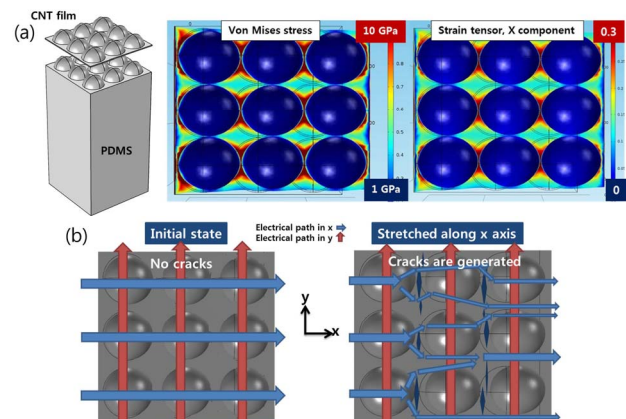 CNT film
(a)
PDMS
Von Mises stress
10 GPa
1 GPa
Strain tensor, X component
0.3
0
(b)
Initial state
Electrical path in x
Electrical path in y
Stretched along x axis
No cracks
Cracks are generated
y
x